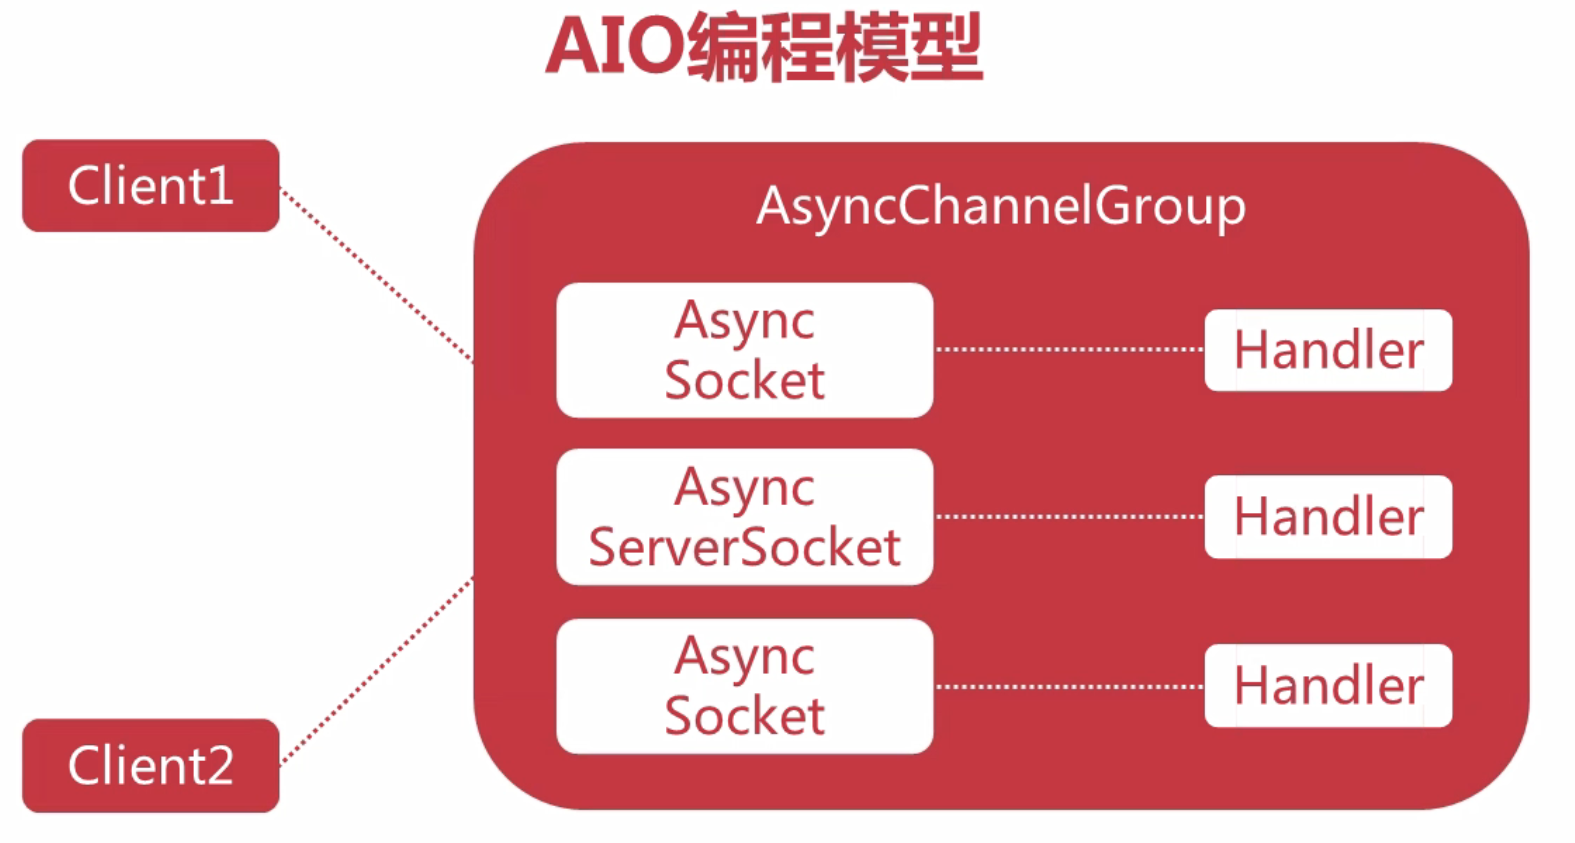 AIO编程模型
Client1
AsyncChannelGroup
Async
Socket
Handler
Async
ServerSocket
Handler
Async
Socket
Handler
Client2